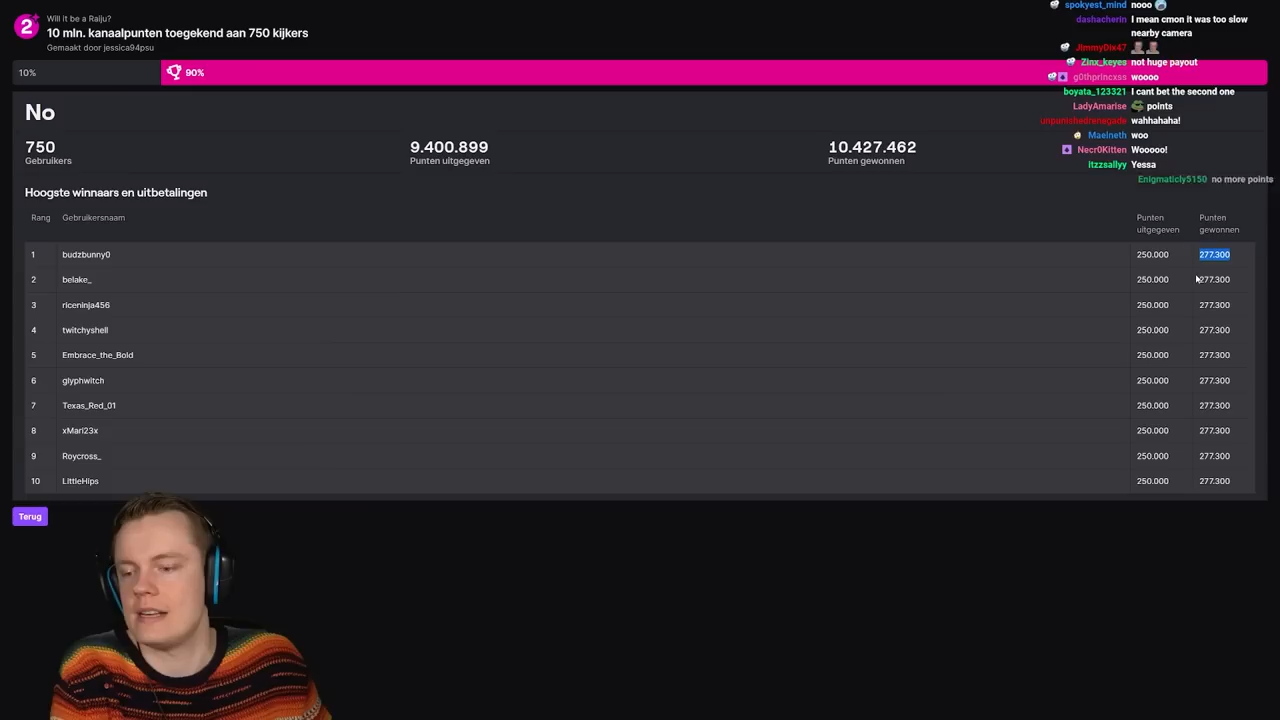 2
Will it be a Raiju?
10 mln. kanaalpunten toegekend aan 750 kijkers
Gemaakt door jessica94psu
10%
90%
No
750
Gebruikers
9.400.899
Punten uitgegeven
10.427.462
Punten gewonnen
Hoogste winnaars en uitbetalingen
Rang Gebruikersnaam Punten uitgegeven Punten gewonnen
1 budzbunny0 250.000 277.300
2 belake_ 250.000 277.300
3 riceninja456 250.000 277.300
4 twitchyshell 250.000 277.300
5 Embrace_the_Bold 250.000 277.300
6 glyphwitch 250.000 277.300
7 Texas_Red_01 250.000 277.300
8 xMarl23x 250.000 277.300
9 Roycross_ 250.000 277.300
10 LittleHips 250.000 277.300
Terug
spokyest_mind nooo
dashacherin I mean cmon it was too slow
nearby camera
JimmyDix47
Zinx_keyes not huge payout
g0thprincxss woooo
boyata_123321 I cant bet the second one
LadyAmarise points
unpunishedrenegade wahhahaha!
Maelneth woo
Necr0Kitten Wooooo!
itzzsallyy Yessa
Enigmaticly5150 no more points